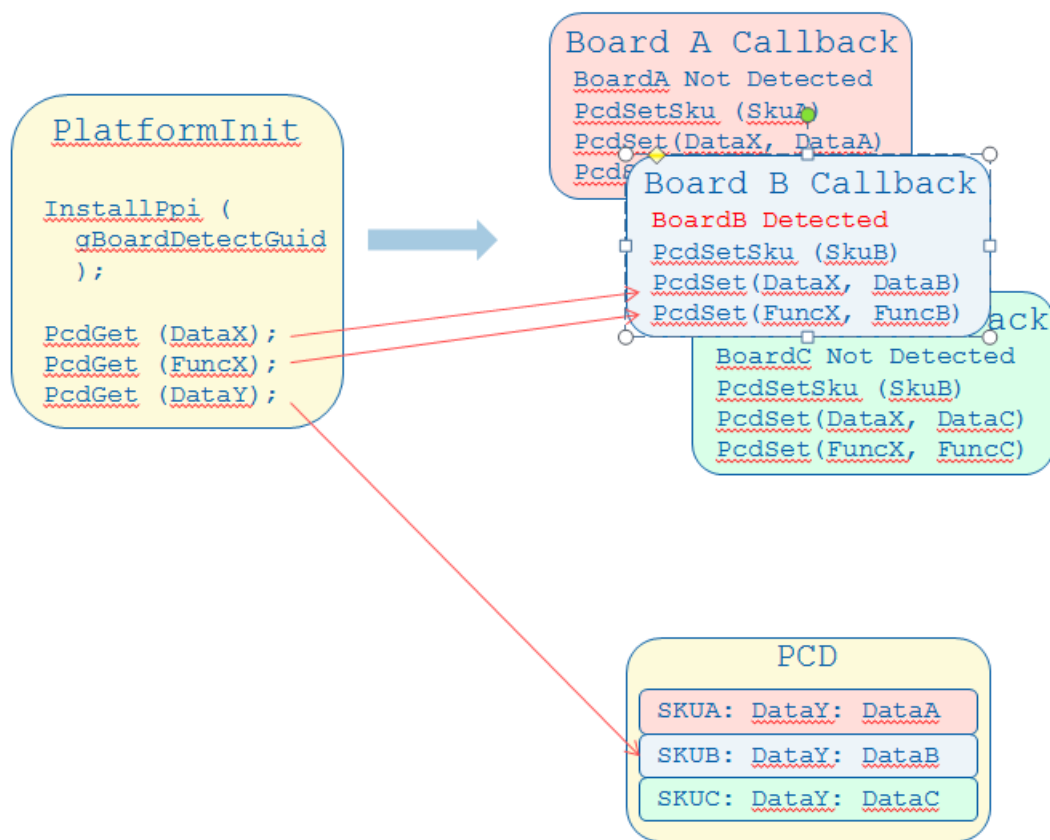 PlatformInit
InstallPpi (
gBoardDetectGuid
);
PcdGet (DataX);
PcdGet (FuncX);
PcdGet (DataY);
Board A Callback
BoardA Not Detected
PcdSetSku (SkuA)
PcdSet(DataX, DataA)
Board B Callback
BoardB Detected
PcdSetSku (SkuB)
PcdSet(DataX, DataB)
PcdSet(FuncX, FuncB)
BoardC Not Detected
PcdSetSku (SkuB)
PcdSet(DataX, DataC)
PcdSet(FuncX, FuncC)
PCD
SKUA: DataY: DataA
SKUB: DataY: DataB
SKUC: DataY: DataC